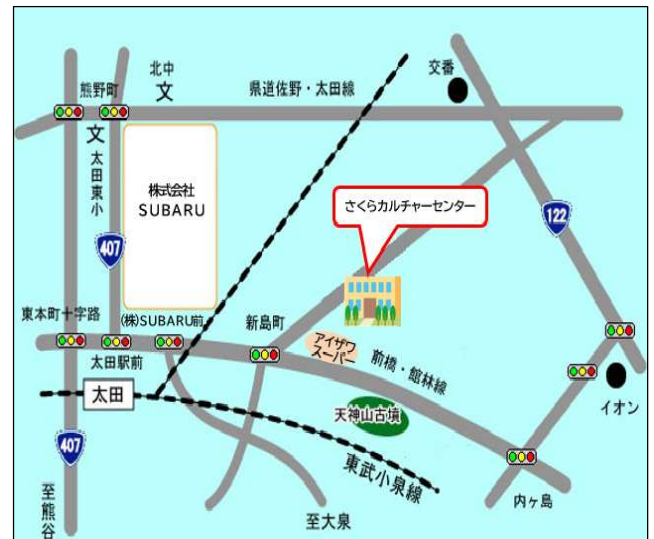 北中
文
交番
熊野町
県道佐野・太田線
文
太田東小
株式会社
SUBARU
さくらカルチャーセンター
122
407
東本町十字路
(株)SUBARU前
新島町
太田駅前
アイザワ
スーパー
前橋・館林線
太田
イオン
天神山古墳
407
東武小泉線
内ヶ島
至熊谷
至大泉